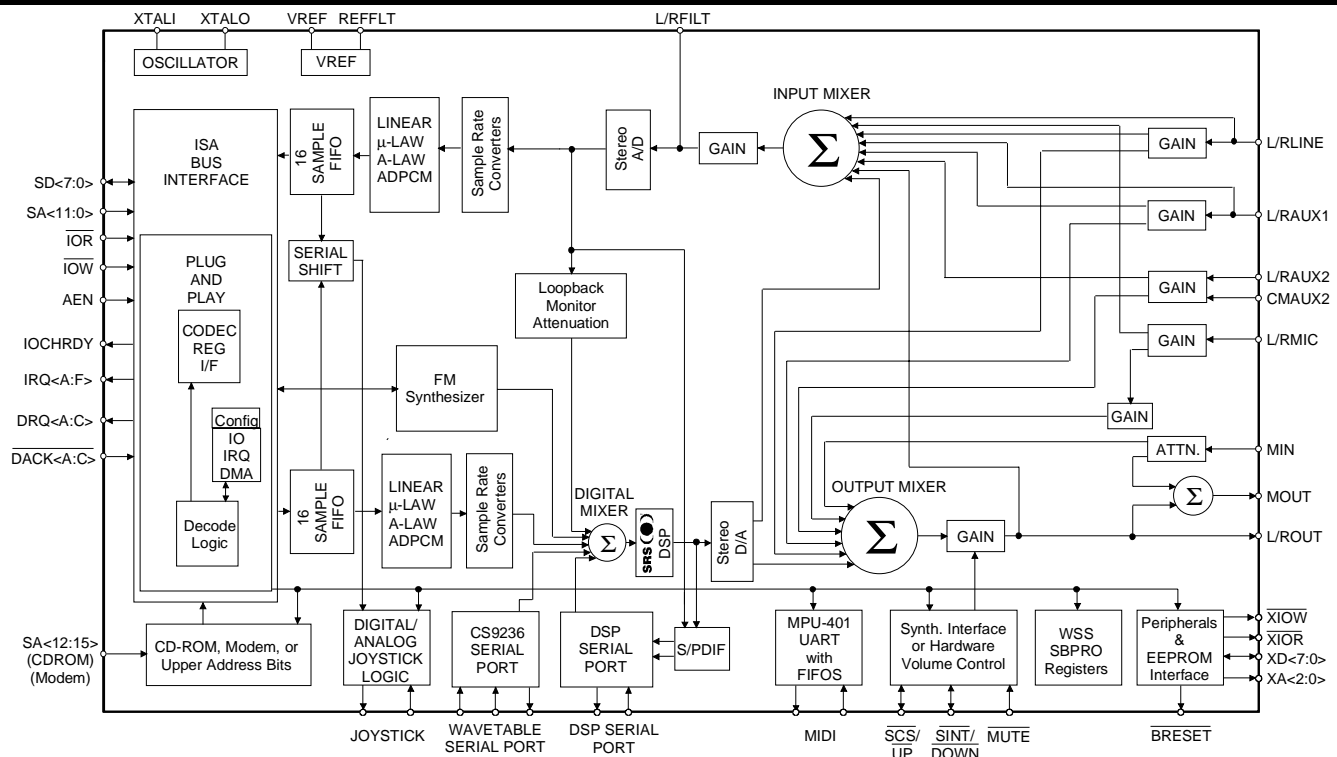 XTALI
XTALO
VREF
REFFLT
L/RFILT
OSCILLATOR
VREF
INPUT MIXER
ISA
BUS
INTERFACE
16
SAMPLE
FIFO
LINEAR
µ-LAW
A-LAW
ADPCM
Sample Rate
Converters
Stereo
A/D
GAIN
Σ
GAIN
L/RLINE
SD<7:0>
SA<11:0>
IOR
IOW
AEN
IOCHRDY
IRQ<A:F>
DRQ<A:C>
DACK<A:C>
GAIN
L/RAUX1
PLUG
AND
PLAY
SERIAL
SHIFT
Loopback
Monitor
Attenuation
GAIN
L/RAUX2
CMAUX2
CODEC
REG
I/F
GAIN
L/RMIC
FM
Synthesizer
GAIN
Config
IO
IRQ
DMA
Decode
Logic
16
SAMPLE
FIFO
LINEAR
µ-LAW
A-LAW
ADPCM
Sample Rate
Converters
DIGITAL
MIXER
Σ
SRS
DSP
Stereo
D/A
OUTPUT MIXER
Σ
GAIN
ATTN.
MIN
Σ
MOUT
L/ROUT
SA<12:15>
(CDROM)
(Modem)
CD-ROM, Modem, or
Upper Address Bits
DIGITAL/
ANALOG
JOYSTICK
LOGIC
CS9236
SERIAL
PORT
DSP
SERIAL
PORT
S/PDIF
MPU-401
UART
with
FIFOS
Synth. Interface
or Hardware
Volume Control
WSS
SBPRO
Registers
Peripherals
&
EEPROM
Interface
XIOW
XIOR
XD<7:0>
XA<2:0>
JOYSTICK
WAVETABLE
SERIAL PORT
DSP SERIAL
PORT
MIDI
SCS/
UP
SINT/
DOWN
MUTE
BRESET